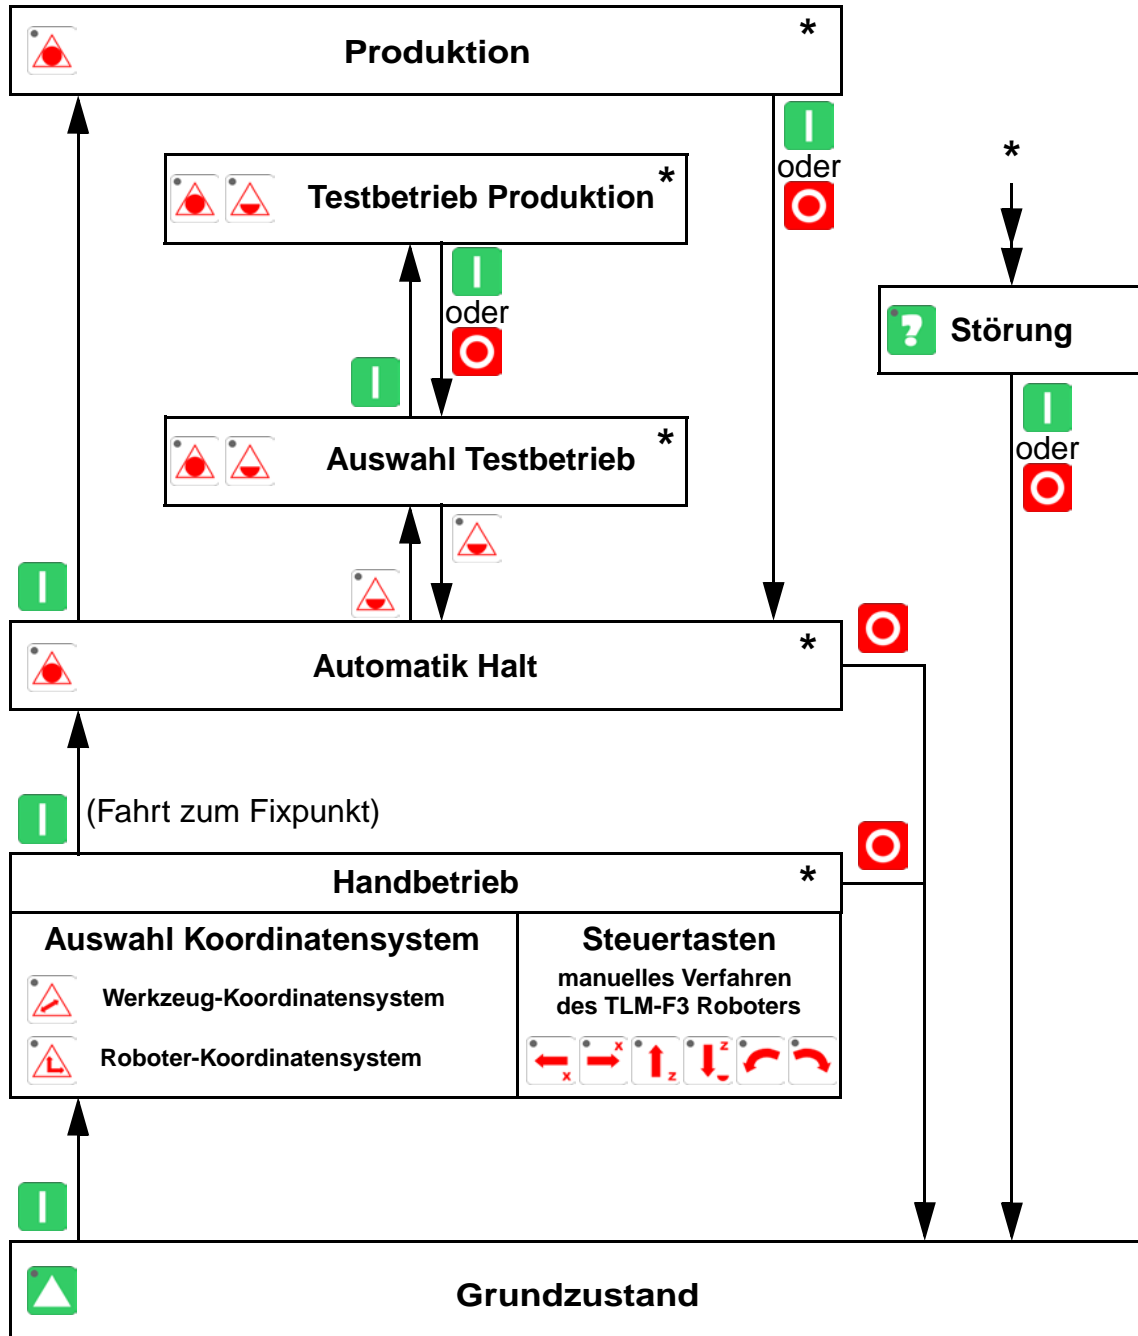 Produktion *
oder
*
Testbetrieb Produktion *
oder
? Störung
oder
Auswahl Testbetrieb *
Automatik Halt *
(Fahrt zum Fixpunkt)
Handbetrieb *
Auswahl Koordinatensystem
Werkzeug-Koordinatensystem
Roboter-Koordinatensystem
Steuertasten
manuelles Verfahren
des TLM-F3 Roboters
x x z z
Grundzustand